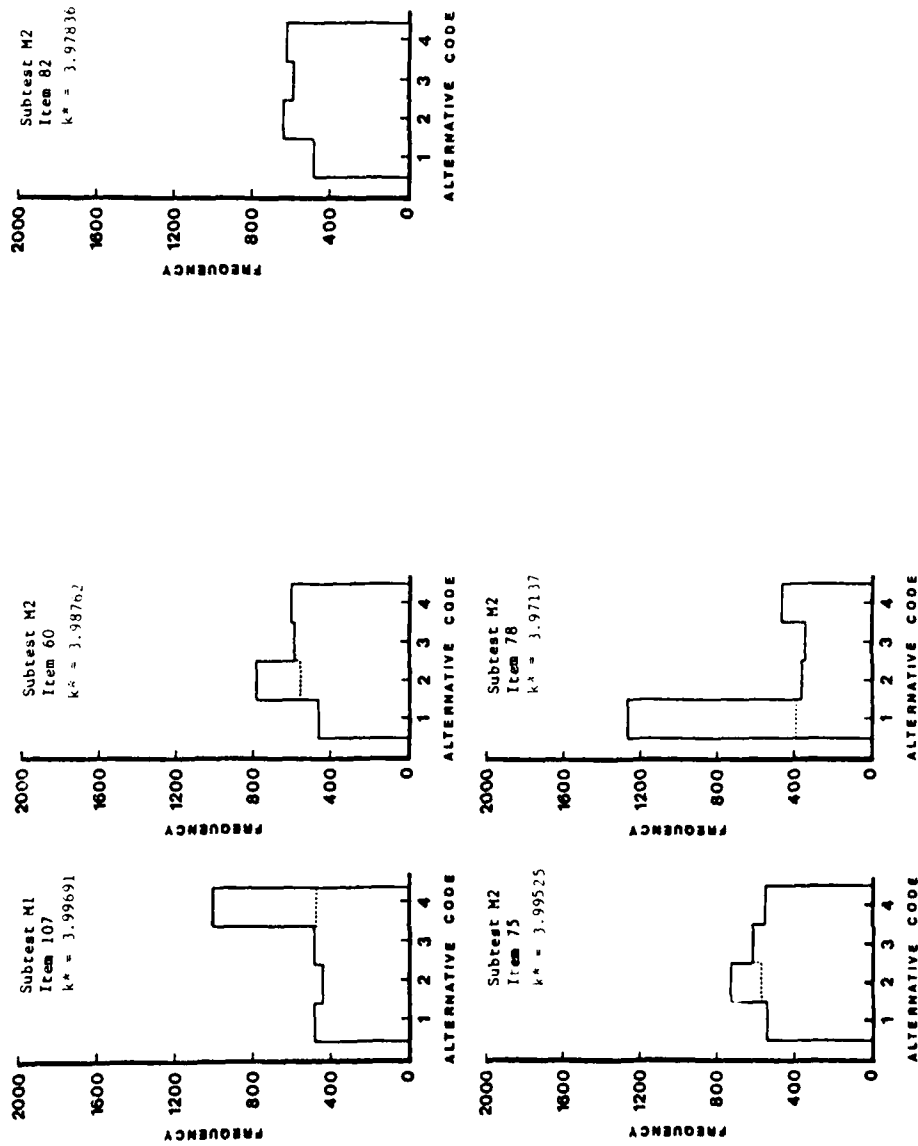 Subtest M1
Item 107
k* = 3.99691
2000
1600
1200
800
400
0
FREQUENCY
1 2 3 4
ALTERNATIVE CODE
Subtest M2
Item 60
k* = 3.98762
2000
1600
1200
800
400
0
FREQUENCY
1 2 3 4
ALTERNATIVE CODE
Subtest M2
Item 82
k* = 3.97836
2000
1600
1200
800
400
0
FREQUENCY
1 2 3 4
ALTERNATIVE CODE
Subtest M2
Item 75
k* = 3.99525
2000
1600
1200
800
400
0
FREQUENCY
1 2 3 4
ALTERNATIVE CODE
Subtest M2
Item 78
k* = 3.97137
2000
1600
1200
800
400
0
FREQUENCY
1 2 3 4
ALTERNATIVE CODE